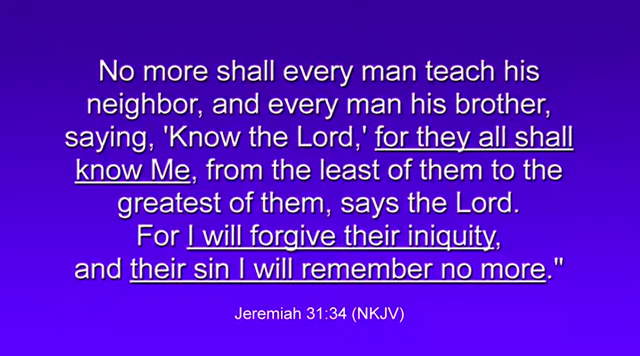 No more shall every man teach his
neighbor, and every man his brother,
saying, 'Know the Lord,' for they all shall
know Me, from the least of them to the
greatest of them, says the Lord.
For I will forgive their iniquity,
and their sin I will remember no more."
Jeremiah 31:34 (NKJV)